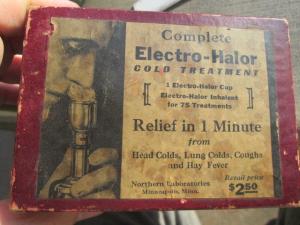 Complete
Electro-Halor
COLD TREATMENT
1 Electro-Halor Cup
Electro-Halor Inhalent
for 75 Treatments
Relief in 1 Minute
from
Head Colds, Lung Colds, Coughs
and Hay Fever
Retail price
Northern Laboratories
$2.50
Minneapolis, Minn.